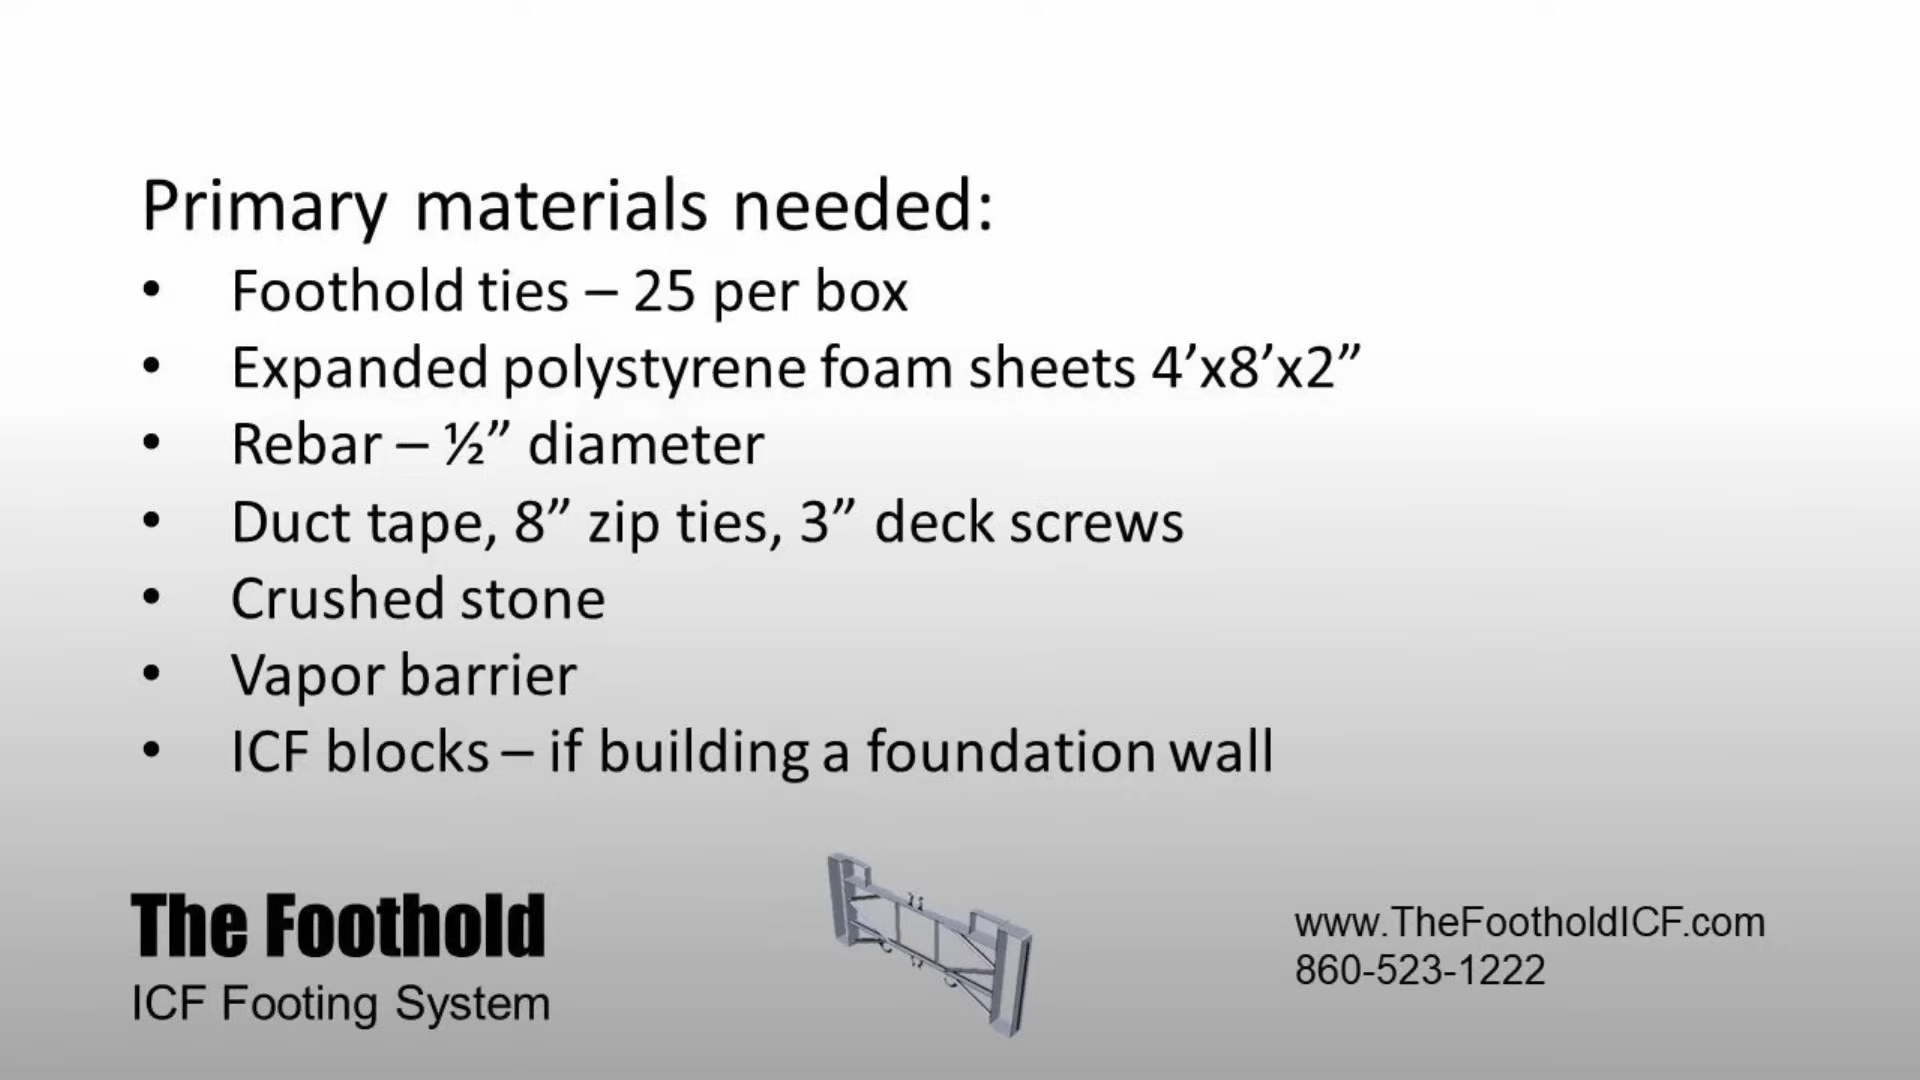 Primary materials needed:
• Foothold ties – 25 per box
• Expanded polystyrene foam sheets 4’x8’x2”
• Rebar – ½” diameter
• Duct tape, 8” zip ties, 3” deck screws
• Crushed stone
• Vapor barrier
• ICF blocks – if building a foundation wall
The Foothold
ICF Footing System
www.TheFootholdICF.com
860-523-1222